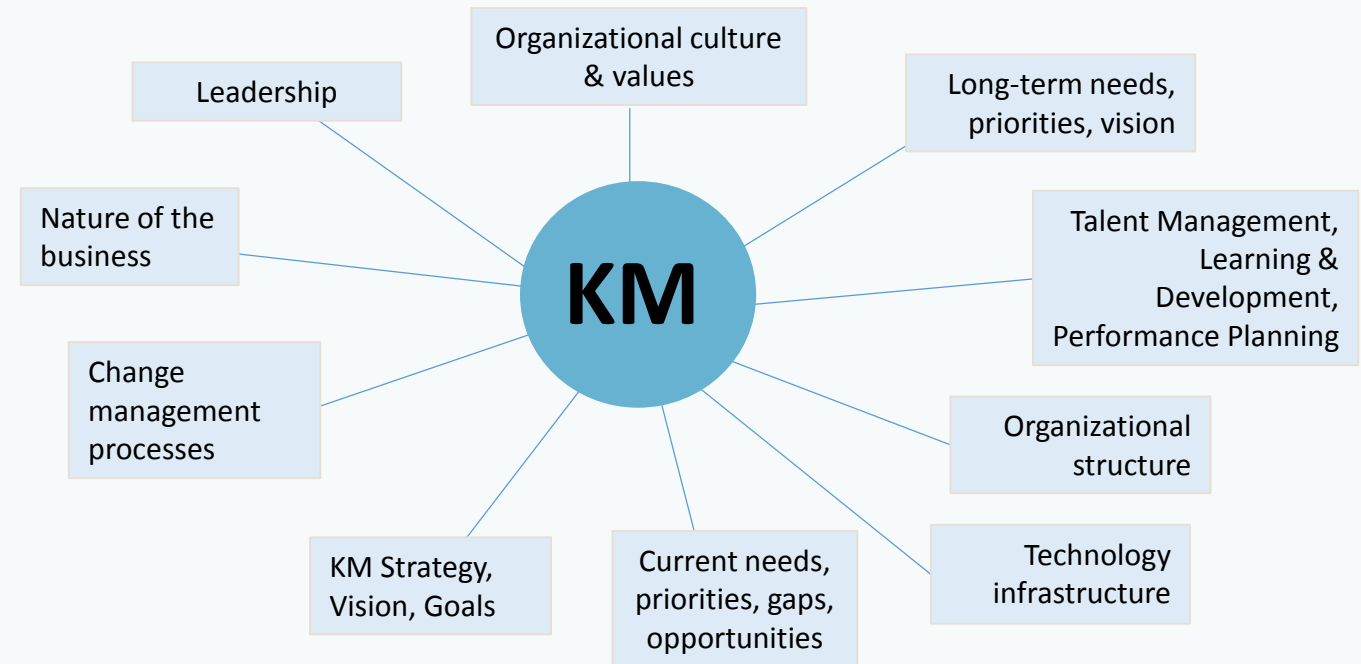 Organizational culture
& values
Leadership
Long-term needs,
priorities, vision
Nature of the
business
Talent Management,
Learning &
Development,
Performance Planning
KM
Change
management
processes
Organizational
structure
KM Strategy,
Vision, Goals
Current needs,
priorities, gaps,
opportunities
Technology
infrastructure